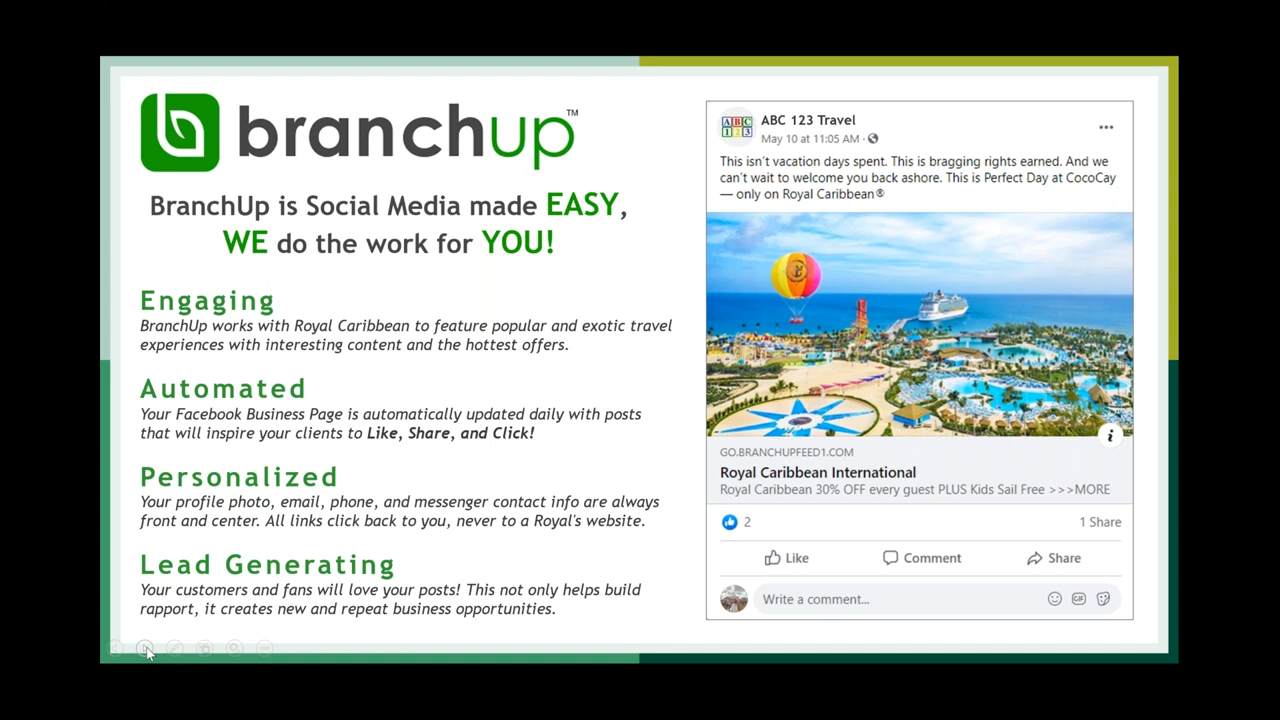 branchup™
BranchUp is Social Media made EASY,
WE do the work for YOU!
Engaging
BranchUp works with Royal Caribbean to feature popular and exotic travel
experiences with interesting content and the hottest offers.
Automated
Your Facebook Business Page is automatically updated daily with posts
that will inspire your clients to Like, Share, and Click!
Personalized
Your profile photo, email, phone, and messenger contact info are always
front and center. All links click back to you, never to a Royal's website.
Lead Generating
Your customers and fans will love your posts! This not only helps build
rapport, it creates new and repeat business opportunities.
ABC
123
ABC 123 Travel
May 10 at 11:05 AM ·
This isn't vacation days spent. This is bragging rights earned. And we
can't wait to welcome you back ashore. This is Perfect Day at CocoCay
— only on Royal Caribbean®
i
GO.BRANCHUPFEED1.COM
Royal Caribbean International
Royal Caribbean 30% OFF every guest PLUS Kids Sail Free >>>MORE
2
1 Share
Like Comment Share
Write a comment...
GIF